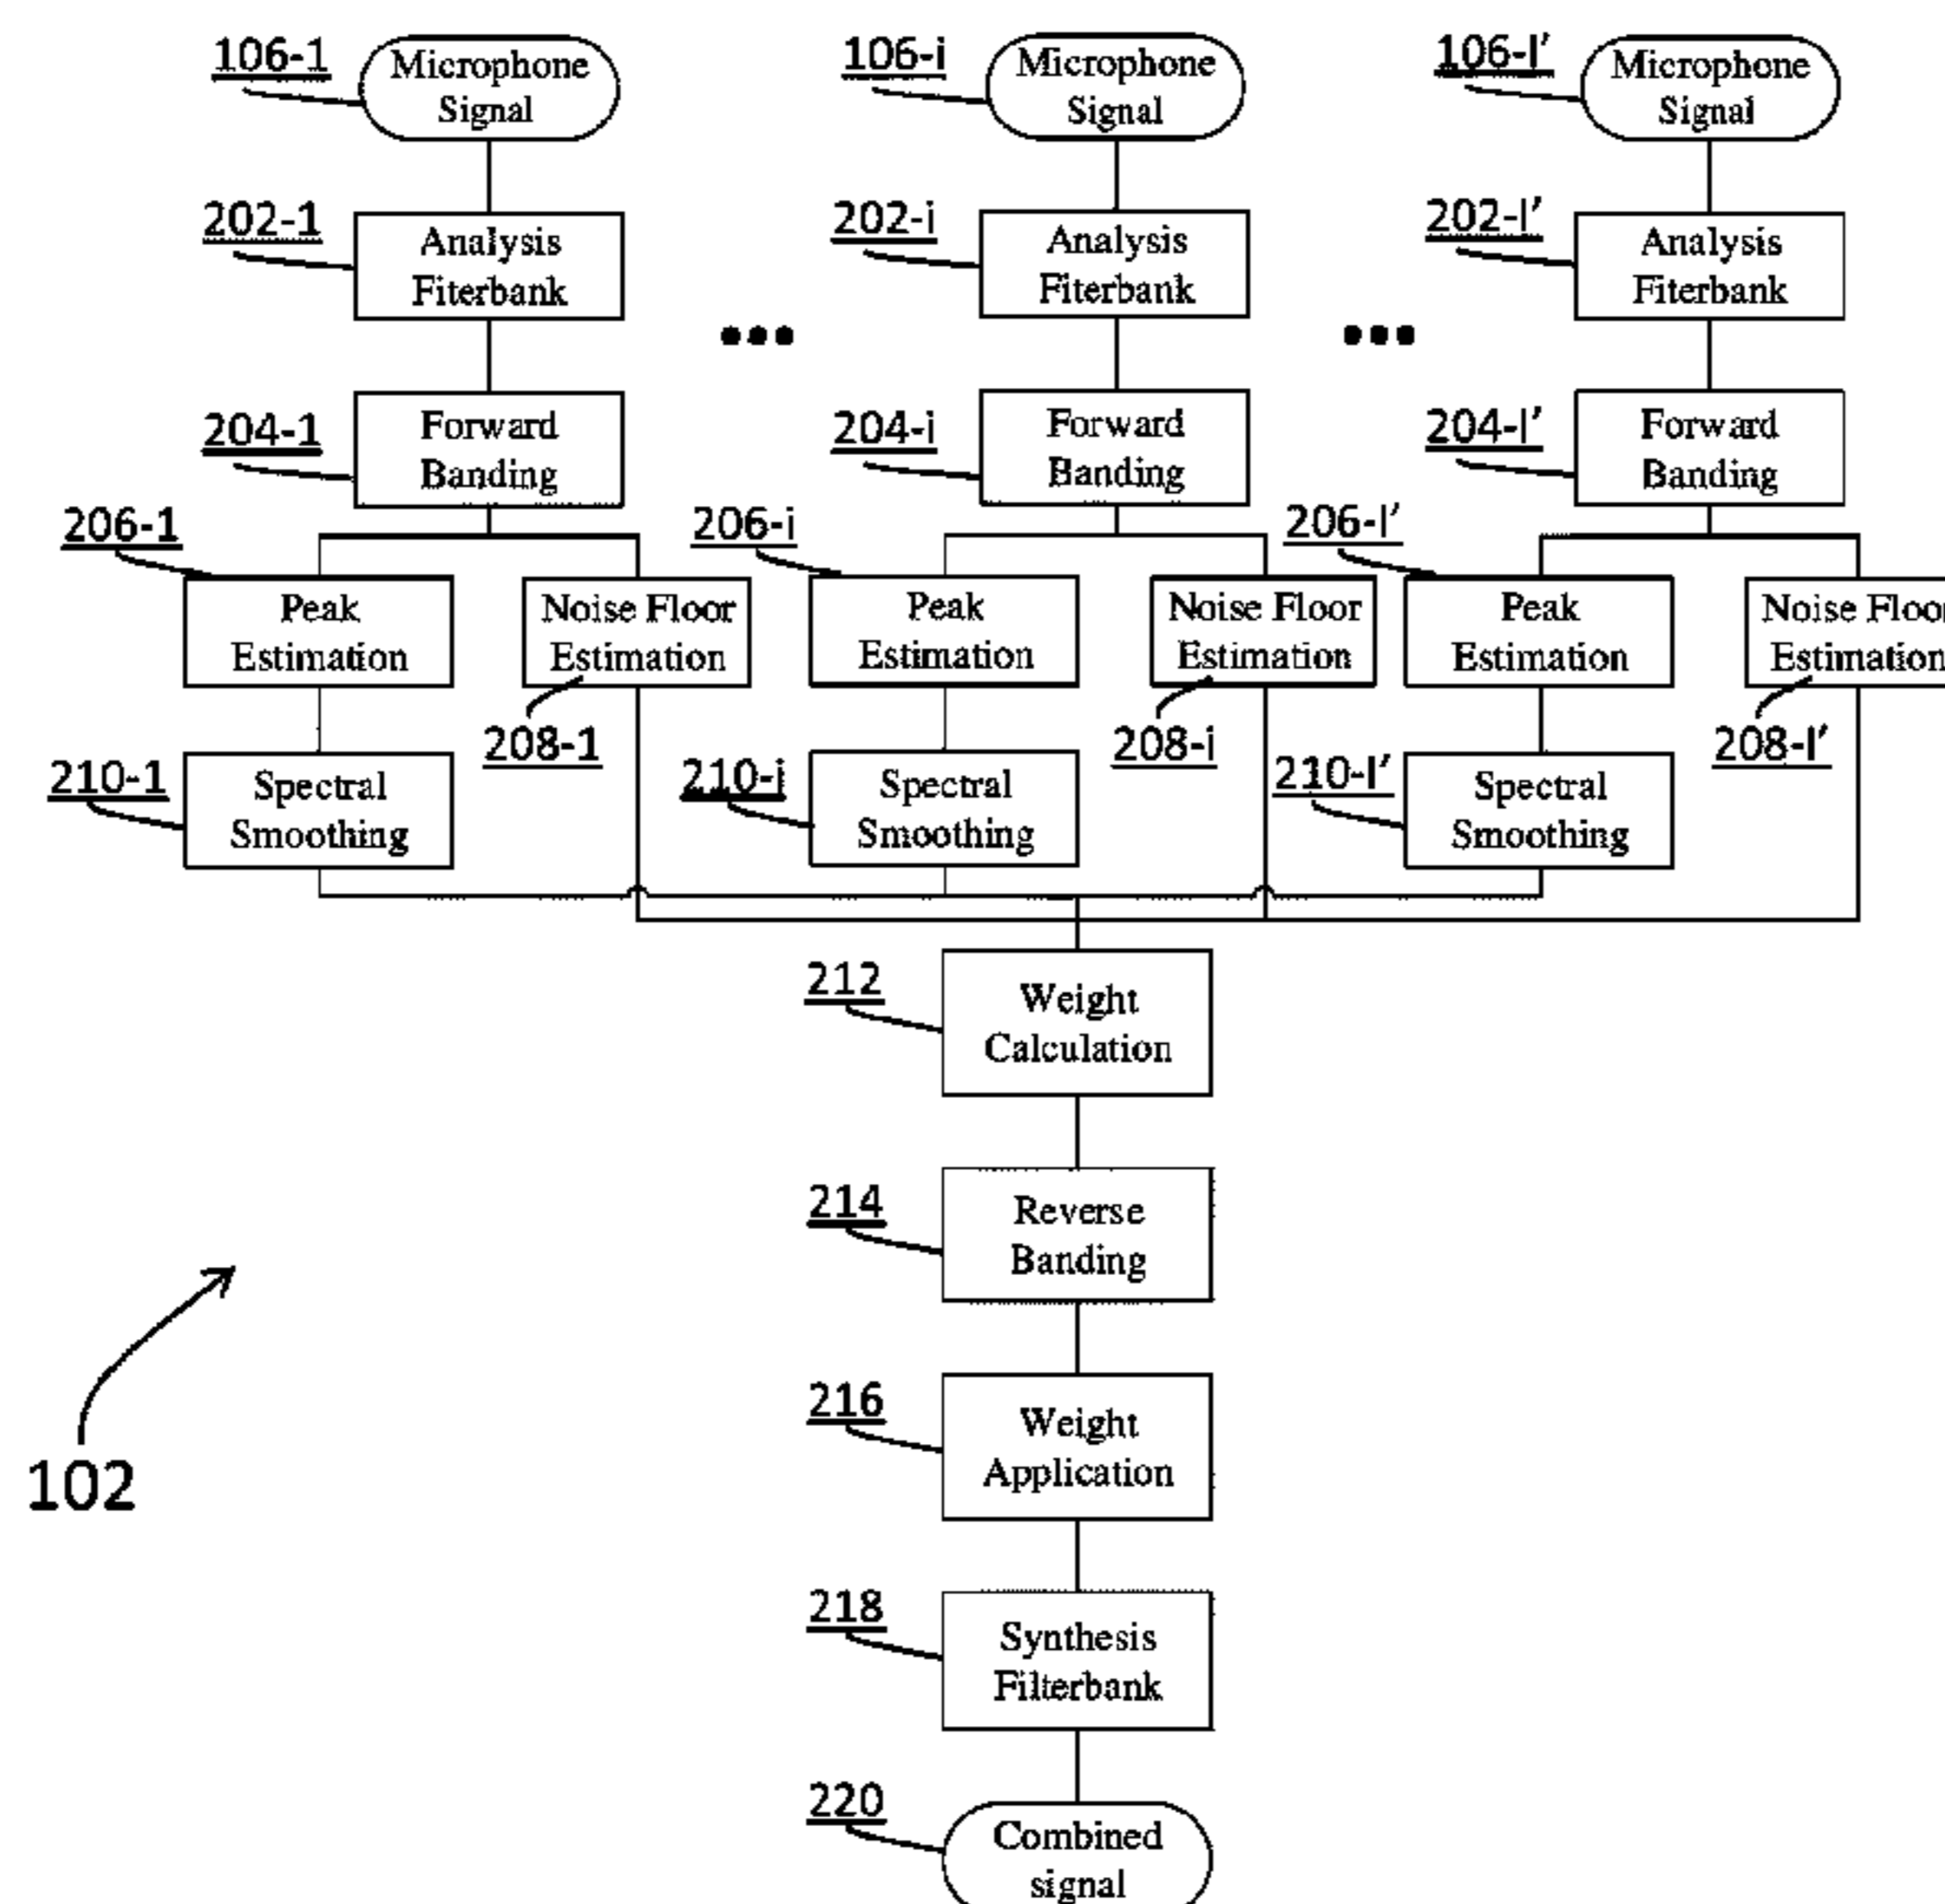 106-1
Microphone
Signal
106-i
Microphone
Signal
106-I'
Microphone
Signal
202-1
Analysis
Fiterbank
202-i
Analysis
Fiterbank
202-I'
Analysis
Fiterbank
•••
•••
204-1
Forward
Banding
204-i
Forward
Banding
204-I'
Forward
Banding
206-1
Peak
Estimation
Noise Floor
Estimation
208-1
206-i
Peak
Estimation
Noise Floor
Estimation
208-i
206-I'
Peak
Estimation
Noise Floor
Estimation
208-I'
210-1
Spectral
Smoothing
210-i
Spectral
Smoothing
210-I'
Spectral
Smoothing
212
Weight
Calculation
214
Reverse
Banding
216
Weight
Application
102
218
Synthesis
Filterbank
220
Combined
signal